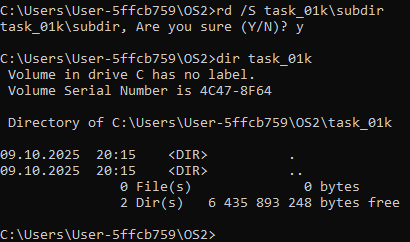 C:\Users\User-5ffcb759\OS2>rd /S task_01k\subdir
task_01k\subdir, Are you sure (Y/N)? y
C:\Users\User-5ffcb759\OS2>dir task_01k
Volume in drive C has no label.
Volume Serial Number is 4C47-8F64
Directory of C:\Users\User-5ffcb759\OS2\task_01k
09.10.2025  20:15    <DIR>          .
09.10.2025  20:15    <DIR>          ..
0 File(s)              0 bytes
2 Dir(s)   6 435 893 248 bytes free
C:\Users\User-5ffcb759\OS2>